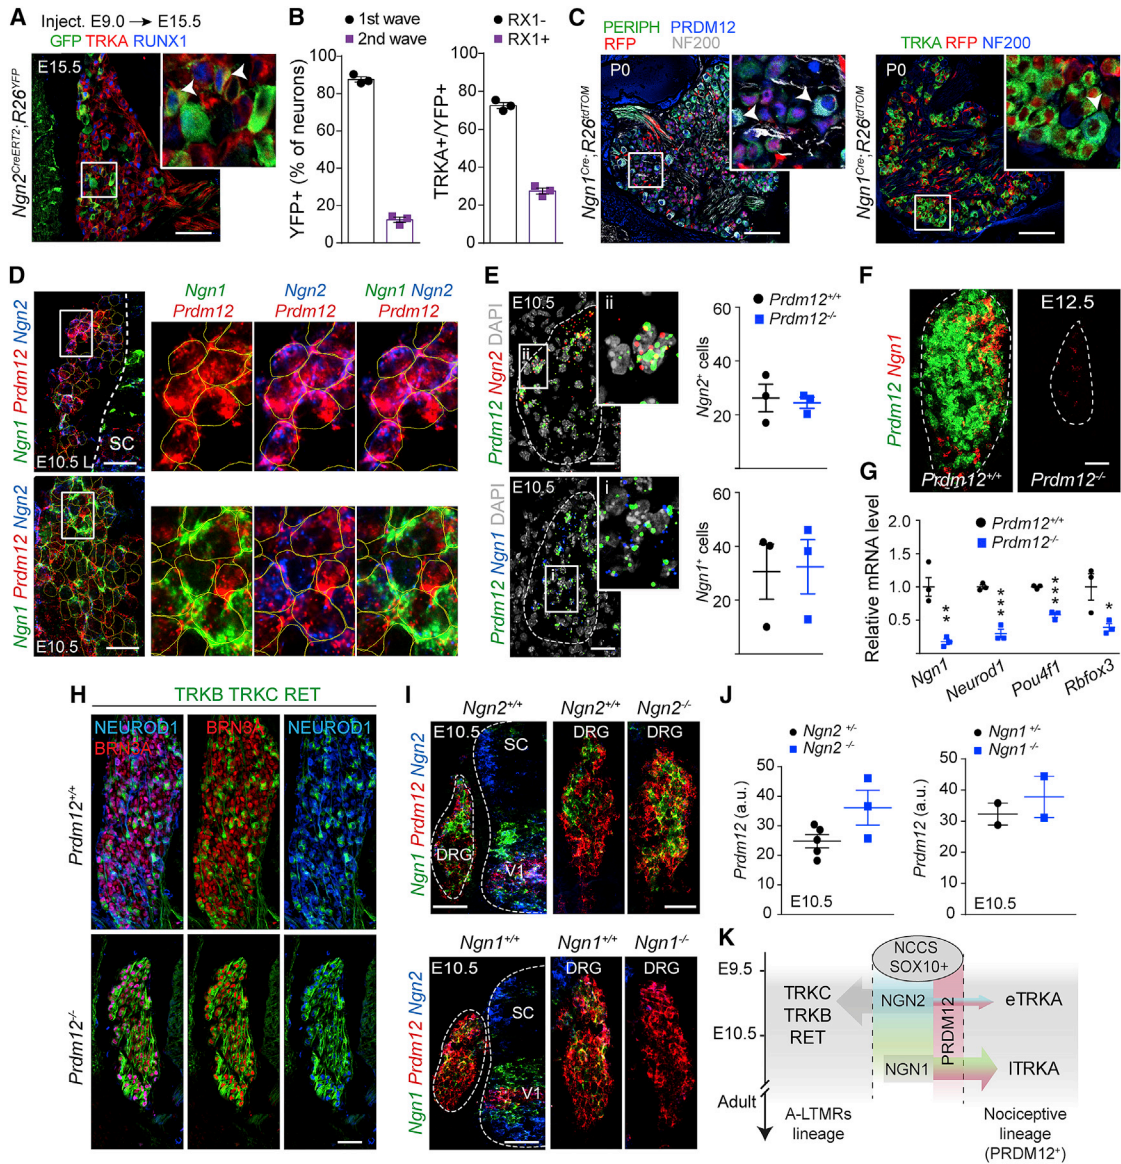 A
Inject. E9.0 → E15.5
GFP TRKA RUNX1
E15.5
Ngn2CreERT2;R26YFP
B
1st wave
2nd wave
RX1-
RX1+
YFP+ (% of neurons)
100
80
60
40
20
0
TRKA+/YFP+
100
80
60
40
20
0
C
PERIPH PRDM12
RFP NF200
P0
Ngn1Cre;R26tdTOM
TRKA RFP NF200
P0
Ngn1Cre;R26tdTOM
D
Ngn1 Prdm12 Ngn2
E10.5 L
SC
Ngn1
Prdm12
Ngn2
Prdm12
Ngn1 Ngn2
Prdm12
Ngn1 Prdm12 Ngn2
E10.5
E
Prdm12 Ngn2 DAPI
E10.5
ii
ii
Prdm12 Ngn1 DAPI
E10.5
i
i
Prdm12+/+
Prdm12-/-
Ngn2+ cells
60
40
20
Ngn1+ cells
60
40
20
F
Prdm12 Ngn1
E12.5
Prdm12+/+
Prdm12-/-
G
Relative mRNA level
2.0
1.5
1.0
0.5
Prdm12+/+
Prdm12-/-
**
***
***
*
Ngn1
Neurod1
Pou4f1
Rbfox3
H
TRKB TRKC RET
NEUROD1
BRN3A
BRN3A
NEUROD1
Prdm12+/+
Prdm12-/-
I
Ngn1 Prdm12 Ngn2
Ngn2+/+
Ngn2+/+
Ngn2-/-
E10.5
SC
DRG
DRG
DRG
V1
Ngn1 Prdm12 Ngn2
Ngn1+/+
Ngn1+/+
Ngn1-/-
E10.5
DRG
DRG
SC
V1
J
Ngn2 +/-
Ngn2 -/-
Prdm12 (a.u.)
50
40
30
20
10
0
E10.5
Ngn1 +/-
Ngn1 -/-
Prdm12 (a.u.)
50
40
30
20
10
0
E10.5
K
NCCS
SOX10+
E9.5
TRKC
TRKB
RET
NGN2
PRDM12
eTRKA
E10.5
NGN1
lTRKA
Adult
A-LTMRs
lineage
Nociceptive
lineage
(PRDM12+)